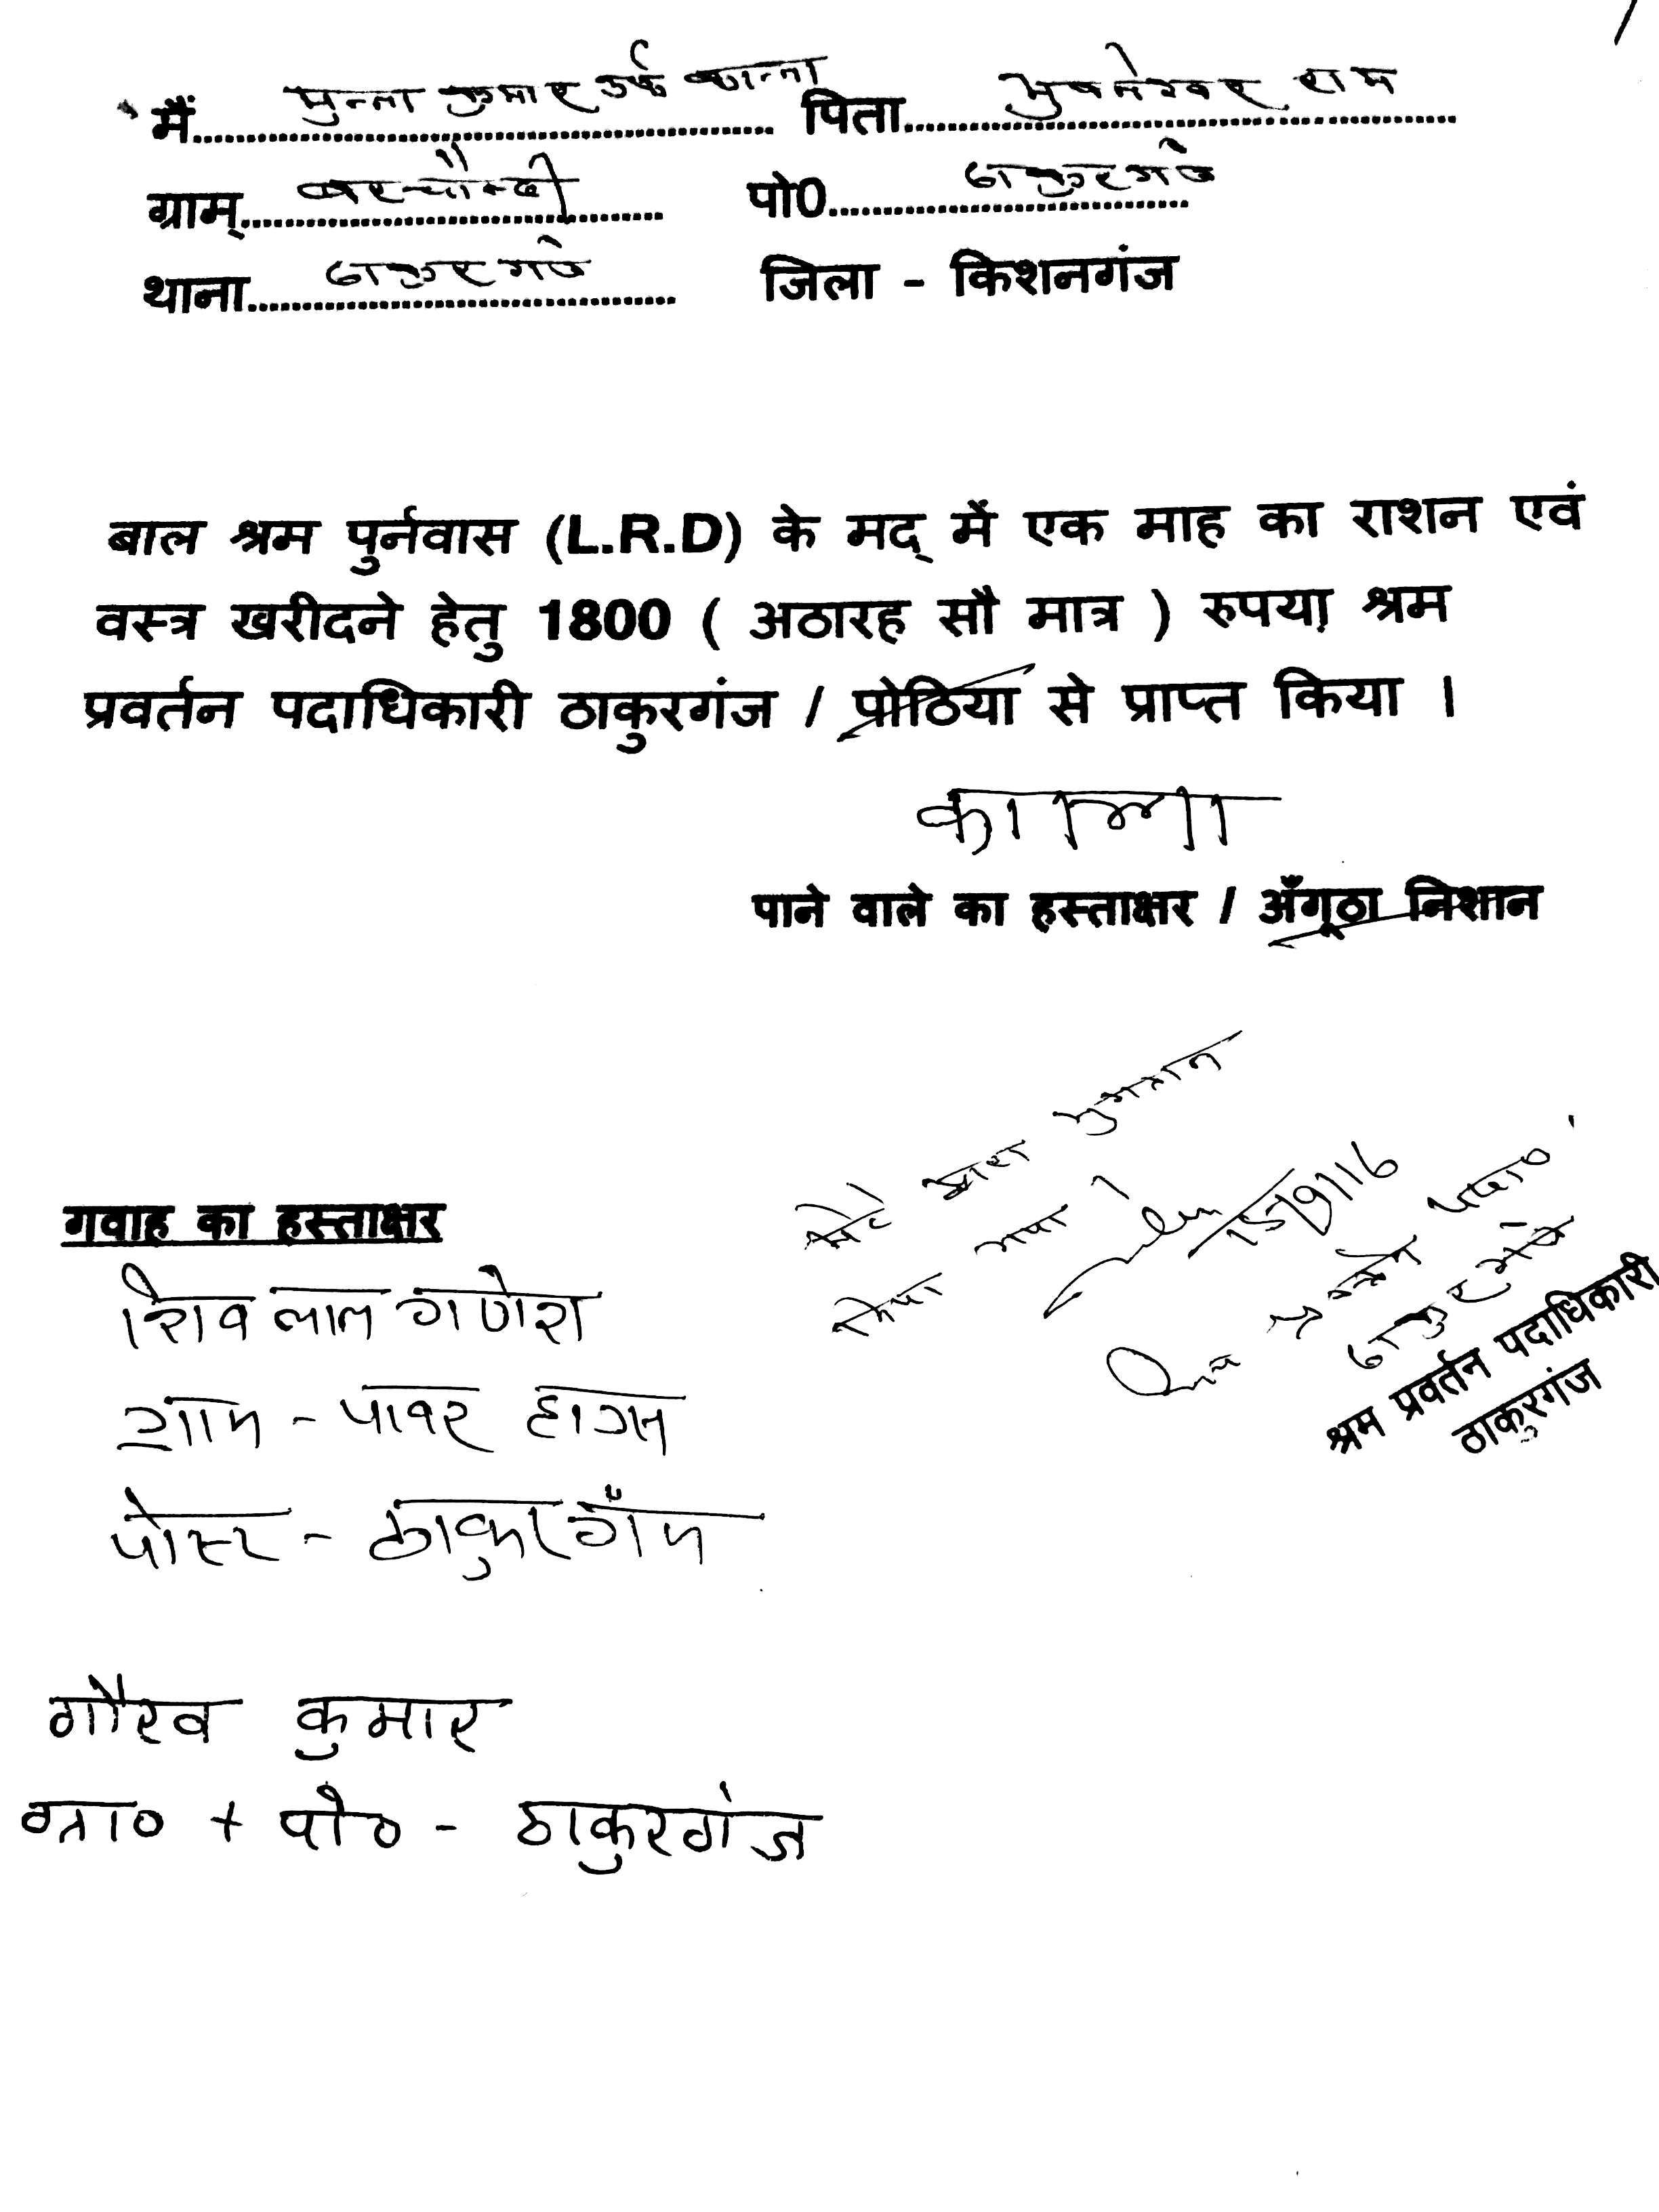 मैं मुन्ना कुमार उर्फ कान्ना पिता भुवनेश्वर राम
ग्राम् बरचौन्दी पो0 ठाकुरगंज
थाना ठाकुरगंज जिला - किशनगंज
बाल श्रम पुर्नवास (L.R.D) के मद् में एक माह का राशन एवं
वस्त्र खरीदने हेतु 1800 ( अठारह सौ मात्र ) रुपया श्रम
प्रवर्तन पदाधिकारी ठाकुरगंज / पोठिया से प्राप्त किया ।
पाने वाले का हस्ताक्षर / अँगूठा निशान
मेरे द्वारा भुगतान
किया गया ।
15/9/16
श्रम प्रवर्तन पदा०
ठाकुरगंज
श्रम प्रवर्तन पदाधिकारी
ठाकुरगंज
गवाह का हस्ताक्षर
शिव लाल गणेश
ग्राम - पावर हाउस
पोस्ट - ठाकुरगँज
गौरव कुमार
ग्रा० + पो० - ठाकुरगंज